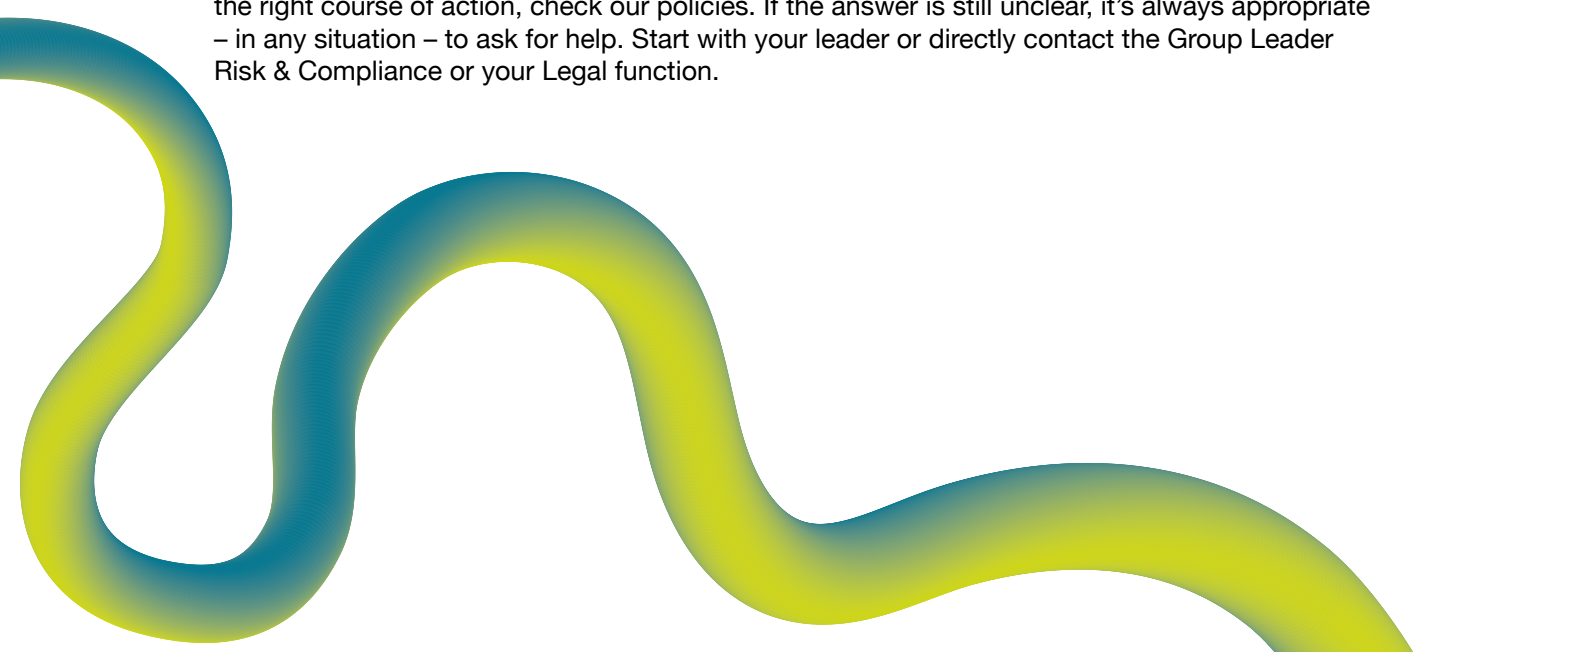 the right course of action, check our policies. If the answer is still unclear, it’s always appropriate
– in any situation – to ask for help. Start with your leader or directly contact the Group Leader
Risk & Compliance or your Legal function.